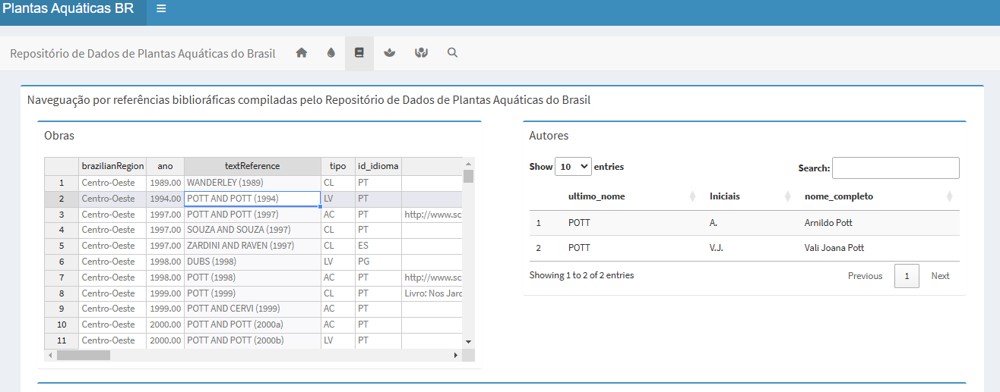 Plantas Aquáticas BR
Repositório de Dados de Plantas Aquáticas do Brasil
Naveguação por referências biblioráficas compiladas pelo Repositório de Dados de Plantas Aquáticas do Brasil
Obras
brazilianRegion ano textReference tipo id_idioma
1 Centro-Oeste 1989.00 WANDERLEY (1989) CL PT
2 Centro-Oeste 1994.00 POTT AND POTT (1994) LV PT
3 Centro-Oeste 1997.00 POTT AND POTT (1997) AC PT http://www.sc
4 Centro-Oeste 1997.00 SOUZA AND SOUZA (1997) CL PT
5 Centro-Oeste 1997.00 ZARDINI AND RAVEN (1997) CL ES
6 Centro-Oeste 1998.00 DUBS (1998) LV PG
7 Centro-Oeste 1998.00 POTT (1998) AC PT http://www.sc
8 Centro-Oeste 1999.00 POTT (1999) CL PT Livro: Nos Jard
9 Centro-Oeste 1999.00 POTT AND CERVI (1999) AC PT
10 Centro-Oeste 2000.00 POTT AND POTT (2000a) AC PT
11 Centro-Oeste 2000.00 POTT AND POTT (2000b) LV PT
Autores
Show 10 entries Search:
ultimo_nome Iniciais nome_completo
1 POTT A. Arnildo Pott
2 POTT V.J. Vali Joana Pott
Showing 1 to 2 of 2 entries Previous 1 Next